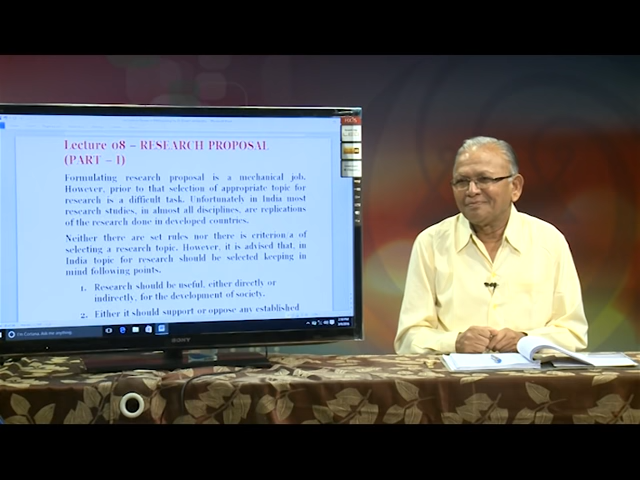 Lecture 08 – RESEARCH PROPOSAL
(PART – I)
Formulating research proposal is a mechanical job.
However, prior to that selection of appropriate topic for
research is a difficult task. Unfortunately in India most
research studies, in almost all disciplines, are replications
of the research done in developed countries.
Neither there are set rules nor there is criterion/a of
selecting a research topic. However, it is advised that, in
India topic for research should be selected keeping in
mind following points.
1. Research should be useful, either directly or
indirectly, for the development of society.
2. Either it should support or oppose any established
I'm Cortana. Ask me anything.
SONY